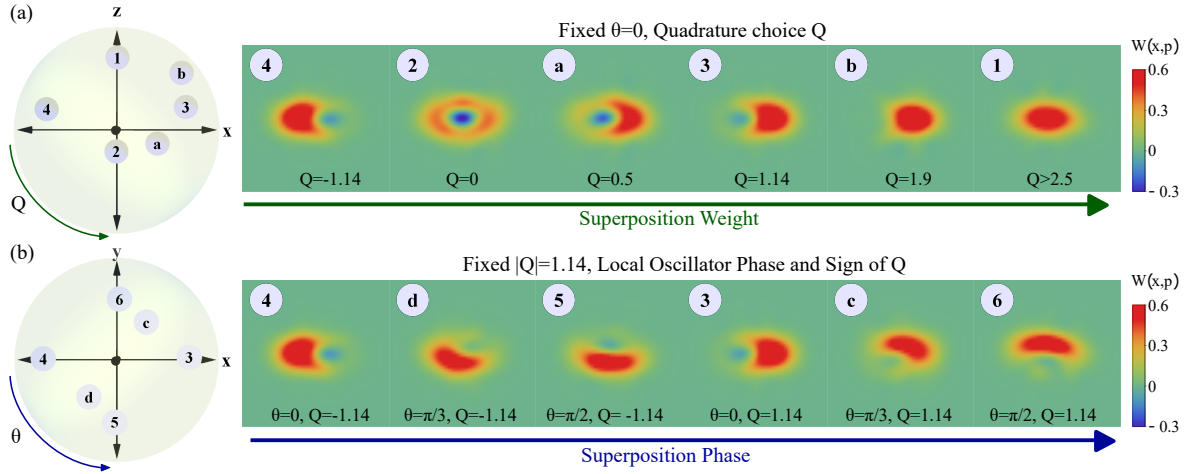 (a)
z
1
b
4
3
x
a
2
Q
Fixed θ=0, Quadrature choice Q
4 2 a 3 b 1
Q=-1.14 Q=0 Q=0.5 Q=1.14 Q=1.9 Q>2.5
Superposition Weight
W(x,p)
0.6
0.3
0
-0.3
(b)
y
6
c
4
3
x
d
5
θ
Fixed |Q|=1.14, Local Oscillator Phase and Sign of Q
4 d 5 3 c 6
θ=0, Q=-1.14 θ=π/3, Q=-1.14 θ=π/2, Q= -1.14 θ=0, Q=1.14 θ=π/3, Q=1.14 θ=π/2, Q=1.14
Superposition Phase
W(x,p)
0.6
0.3
0
-0.3